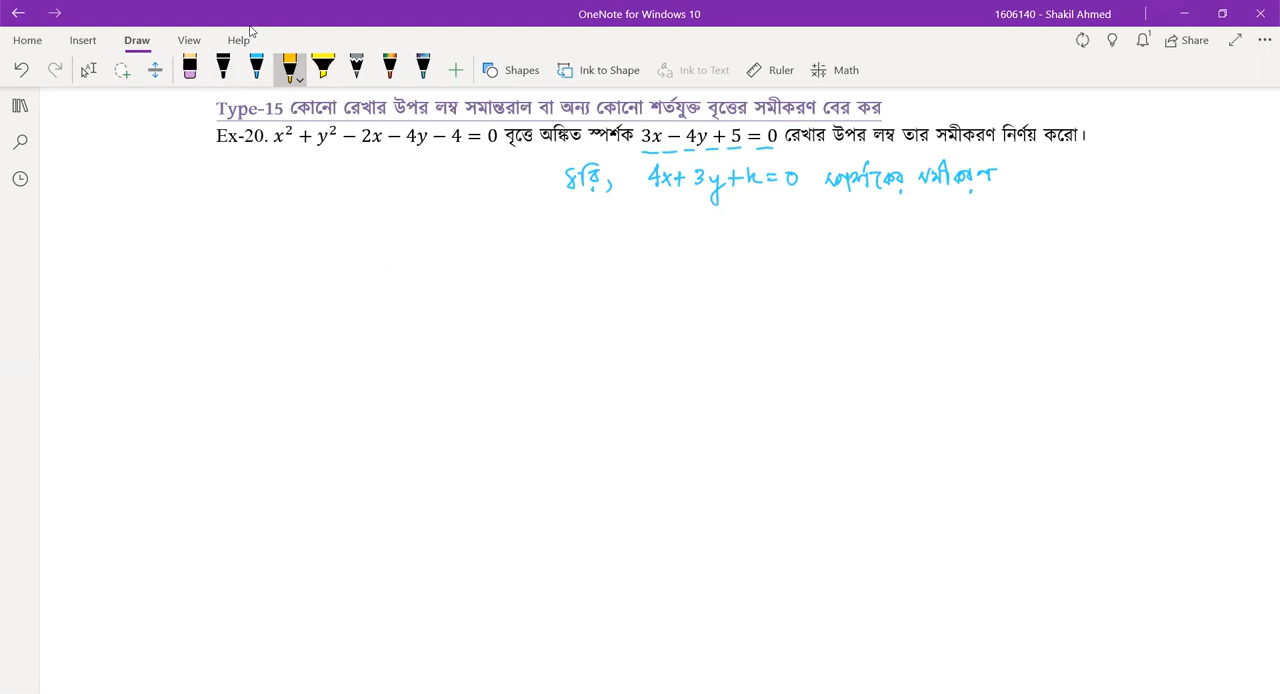 OneNote for Windows 10
1606140 - Shakil Ahmed
Home Insert Draw View Help
Share
Shapes Ink to Shape Ink to Text Ruler Math
Type-15 কোনো রেখার উপর লম্ব সমান্তরাল বা অন্য কোনো শর্তযুক্ত বৃত্তের সমীকরণ বের কর
Ex-20. x² + y² − 2x − 4y − 4 = 0 বৃত্তে অঙ্কিত স্পর্শক 3x − 4y + 5 = 0 রেখার উপর লম্ব তার সমীকরণ নির্ণয় করো।
ধরি, 4x + 3y + k = 0 স্পর্শকের সমীকরণ